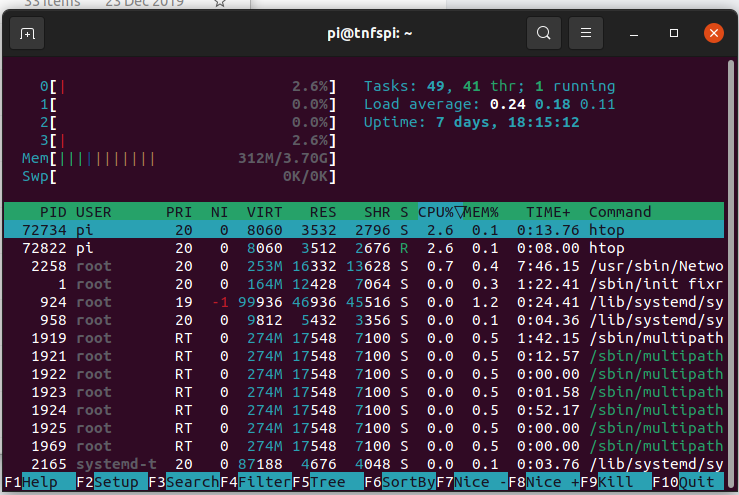 33 items 23 Dec 2019
pi@tnfspi: ~
0[| 2.6%] Tasks: 49, 41 thr; 1 running
1[ 0.0%] Load average: 0.24 0.18 0.11
2[ 0.0%] Uptime: 7 days, 18:15:12
3[| 2.6%]
Mem[||||||||||| 312M/3.70G]
Swp[ 0K/0K]
PID USER PRI NI VIRT RES SHR S CPU%▽MEM% TIME+ Command
72734 pi 20 0 8060 3532 2796 S 2.6 0.1 0:13.76 htop
72822 pi 20 0 8060 3512 2676 R 2.6 0.1 0:08.00 htop
2258 root 20 0 253M 16332 13628 S 0.7 0.4 7:46.15 /usr/sbin/Netwo
1 root 20 0 164M 12428 7064 S 0.0 0.3 1:22.41 /sbin/init fixr
924 root 19 -1 99936 46936 45516 S 0.0 1.2 0:24.41 /lib/systemd/sy
958 root 20 0 9812 5432 3356 S 0.0 0.1 0:04.36 /lib/systemd/sy
1919 root RT 0 274M 17548 7100 S 0.0 0.5 1:42.15 /sbin/multipath
1921 root RT 0 274M 17548 7100 S 0.0 0.5 0:12.57 /sbin/multipath
1922 root RT 0 274M 17548 7100 S 0.0 0.5 0:00.00 /sbin/multipath
1923 root RT 0 274M 17548 7100 S 0.0 0.5 0:01.58 /sbin/multipath
1924 root RT 0 274M 17548 7100 S 0.0 0.5 0:52.17 /sbin/multipath
1925 root RT 0 274M 17548 7100 S 0.0 0.5 0:00.00 /sbin/multipath
1969 root RT 0 274M 17548 7100 S 0.0 0.5 0:00.00 /sbin/multipath
2165 systemd-t 20 0 87188 4676 4048 S 0.0 0.1 0:03.76 /lib/systemd/sy
F1Help F2Setup F3SearchF4FilterF5Tree F6SortByF7Nice -F8Nice +F9Kill F10Quit